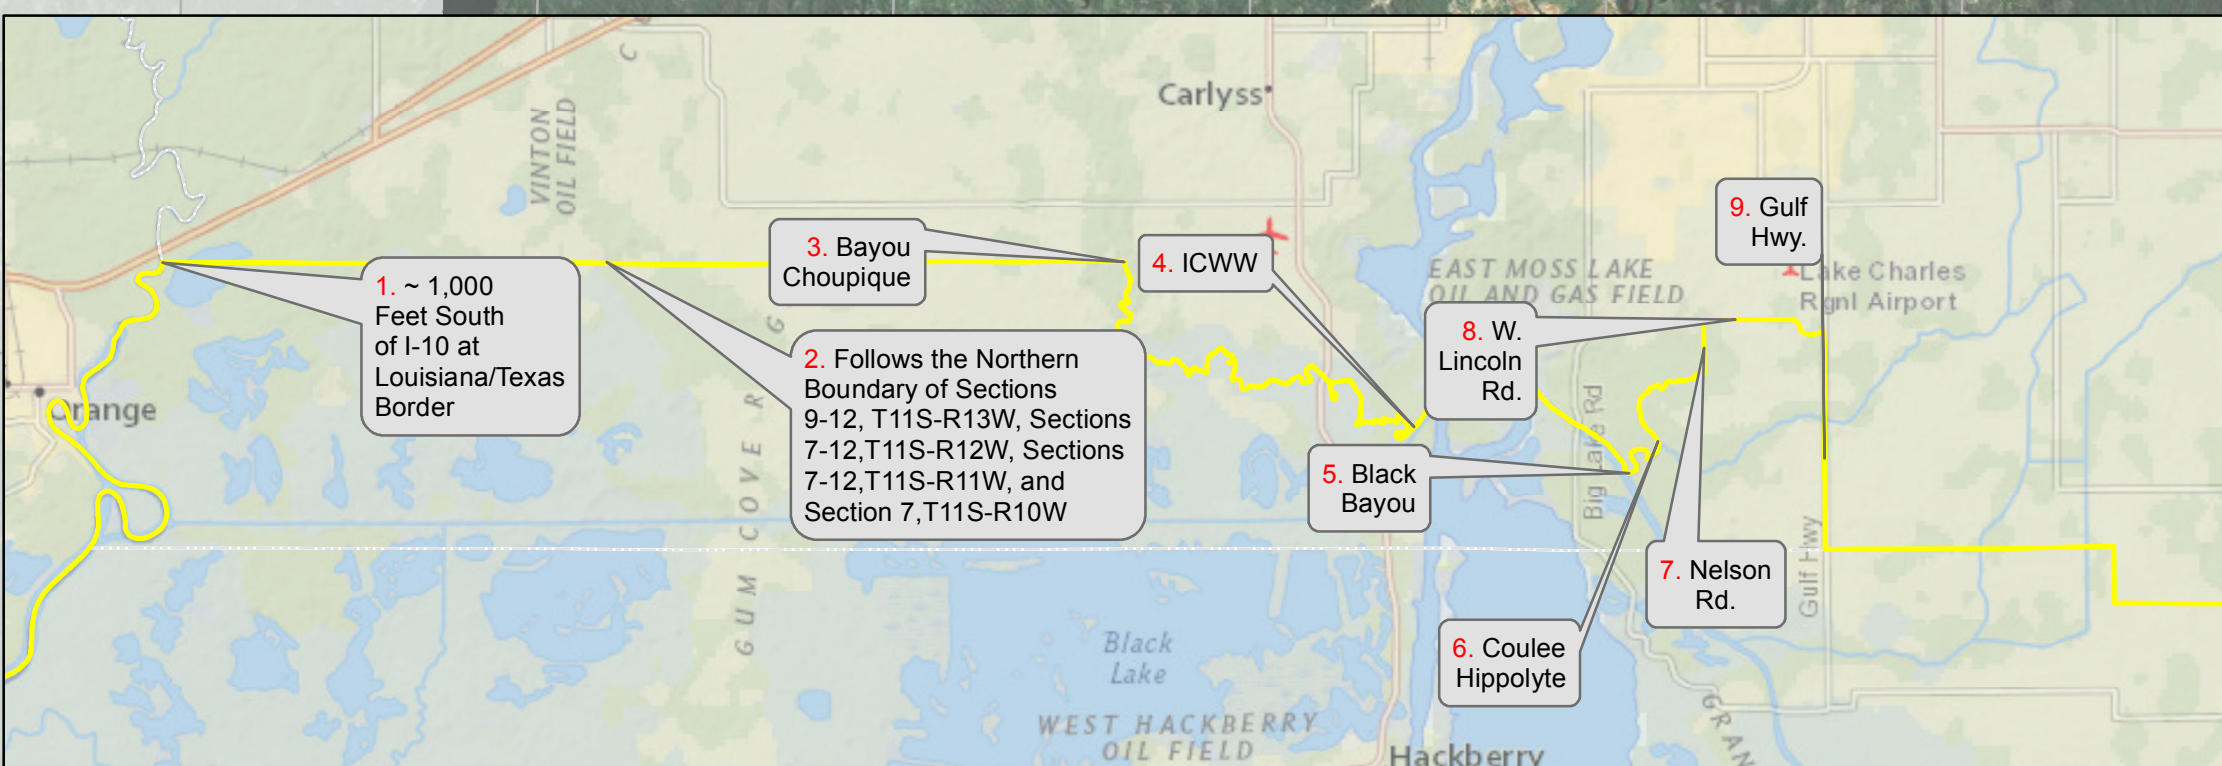 C
Carlyss
VINTON
OIL FIELD
9. Gulf
Hwy.
3. Bayou
Choupique
4. ICWW
EAST MOSS LAKE
OIL AND GAS FIELD
Lake Charles
Rgnl Airport
1. ~ 1,000
Feet South
of I-10 at
Louisiana/Texas
Border
8. W.
Lincoln
Rd.
2. Follows the Northern
Boundary of Sections
9-12, T11S-R13W, Sections
7-12,T11S-R12W, Sections
7-12,T11S-R11W, and
Section 7,T11S-R10W
Orange
GUM COVE R G
Big Lake Rd
5. Black
Bayou
7. Nelson
Rd.
Gulf Hwy
6. Coulee
Hippolyte
Black
Lake
WEST HACKBERRY
OIL FIELD
Hackberry
GRAN